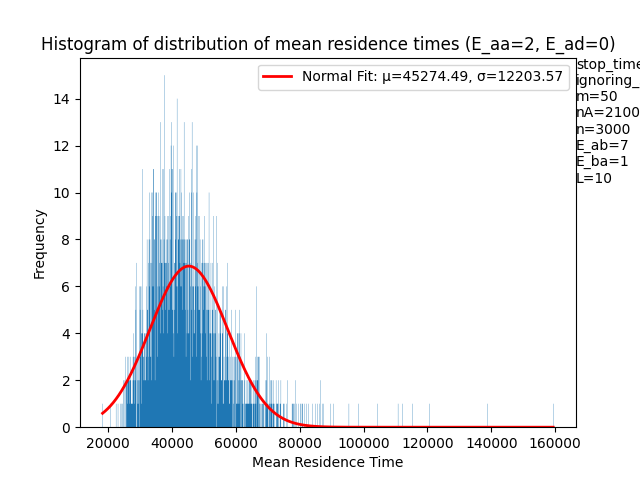 Histogram of distribution of mean residence times (E_aa=2, E_ad=0)
Normal Fit: μ=45274.49, σ=12203.57
stop_time
ignoring_
m=50
nA=2100
n=3000
E_ab=7
E_ba=1
L=10
Frequency
14
12
10
8
6
4
2
0
20000 40000 60000 80000 100000 120000 140000 160000
Mean Residence Time